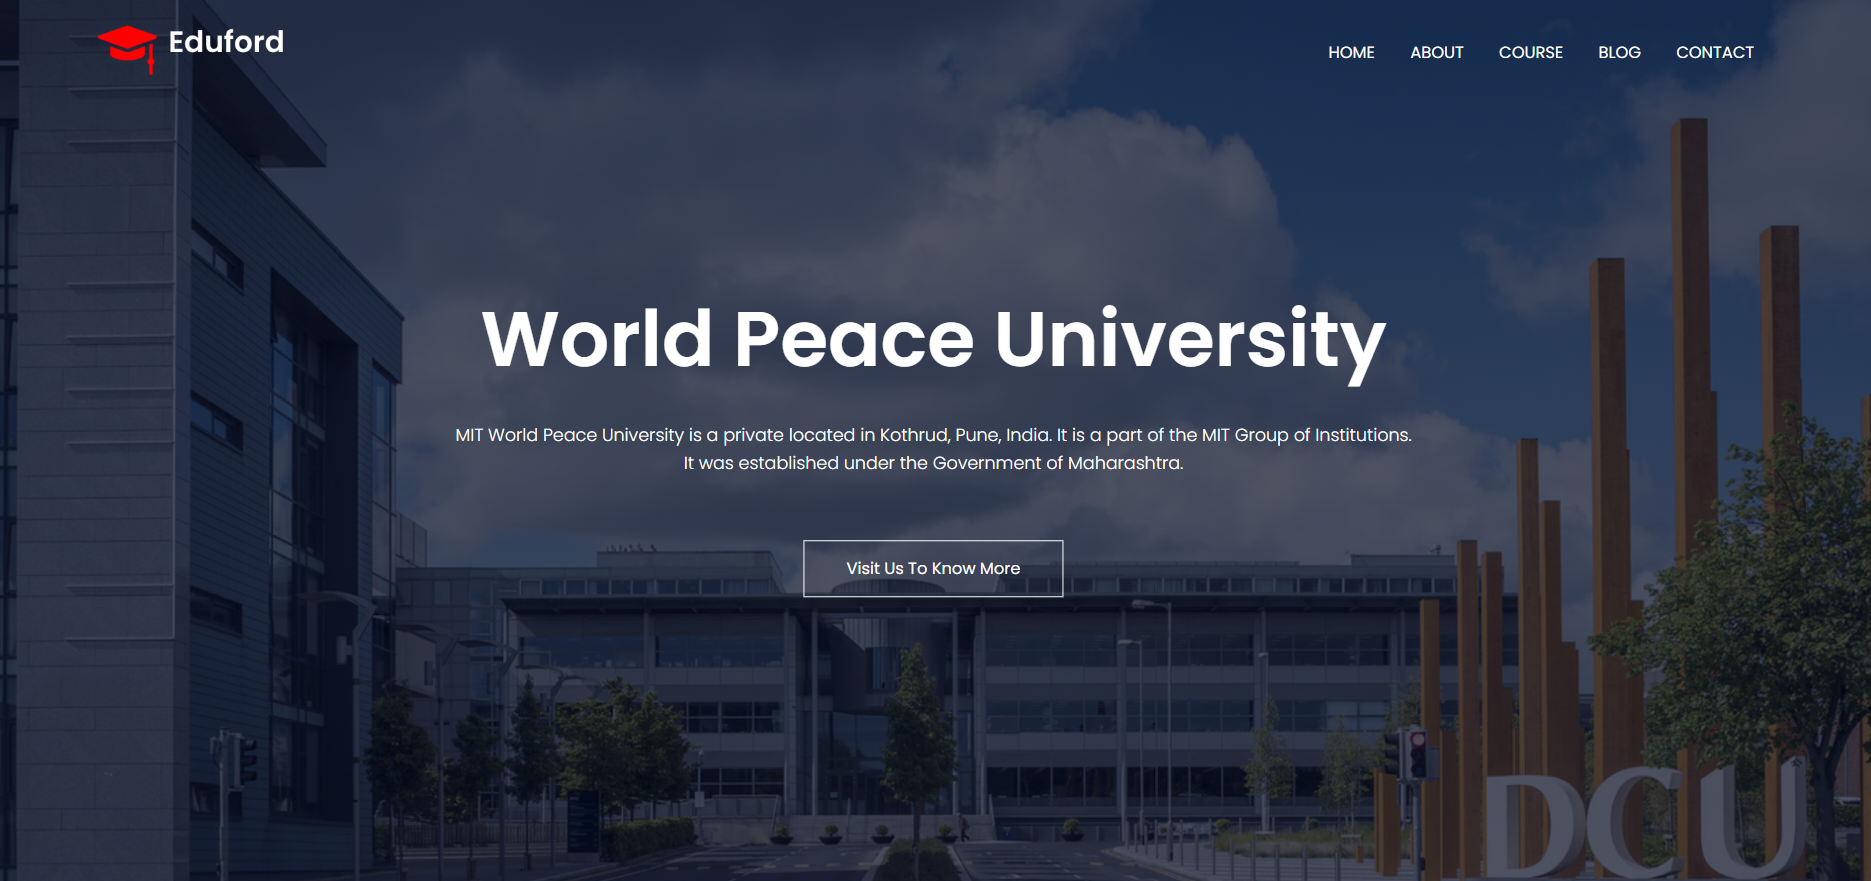 Eduford
HOME ABOUT COURSE BLOG CONTACT
World Peace University
MIT World Peace University is a private located in Kothrud, Pune, India. It is a part of the MIT Group of Institutions.
It was established under the Government of Maharashtra.
Visit Us To Know More
DCU